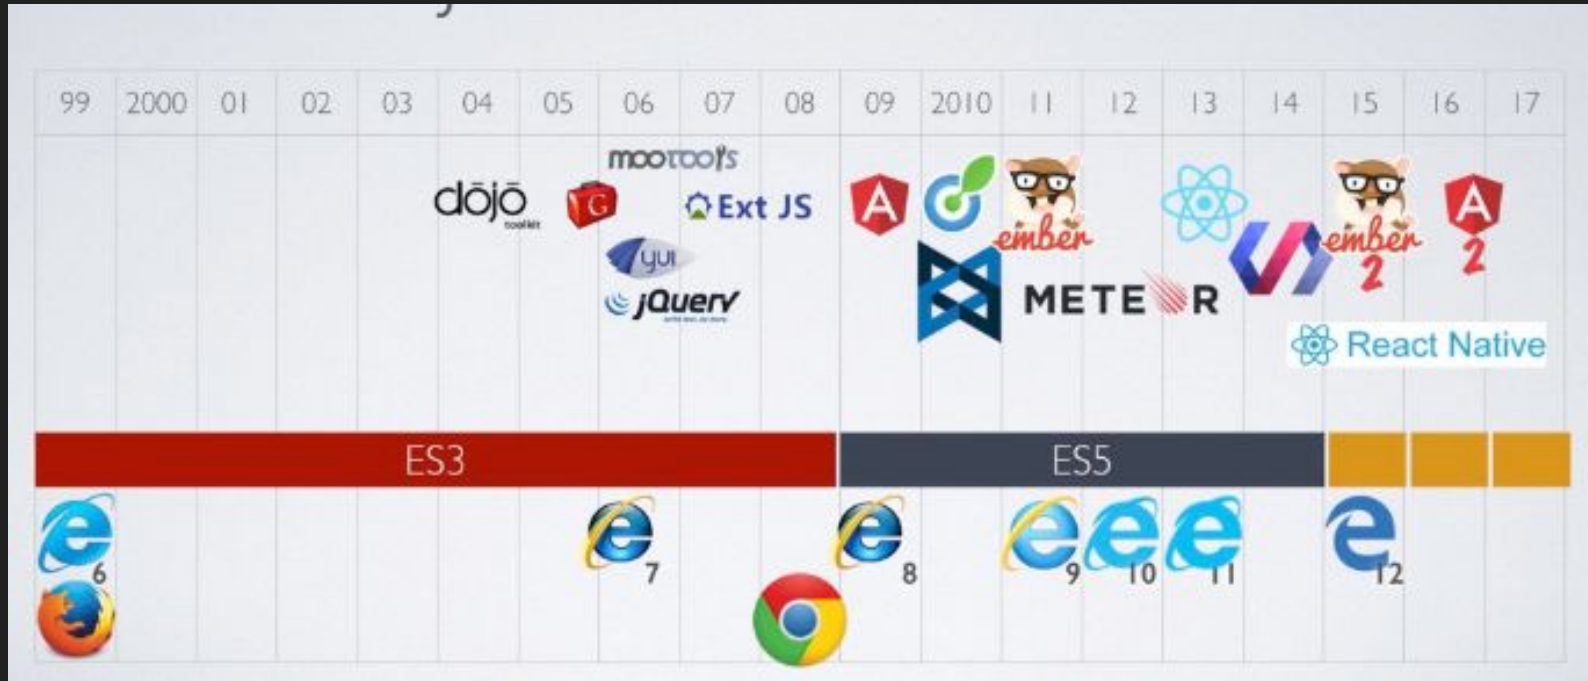 99 2000 01 02 03 04 05 06 07 08 09 2010 11 12 13 14 15 16 17
mootools
dōjō
toolkit
G
Ext JS
A
ember
ember
2
A
2
YUI
jQuery
METEOR
React Native
ES3 ES5
6 7 8 9 10 11 12